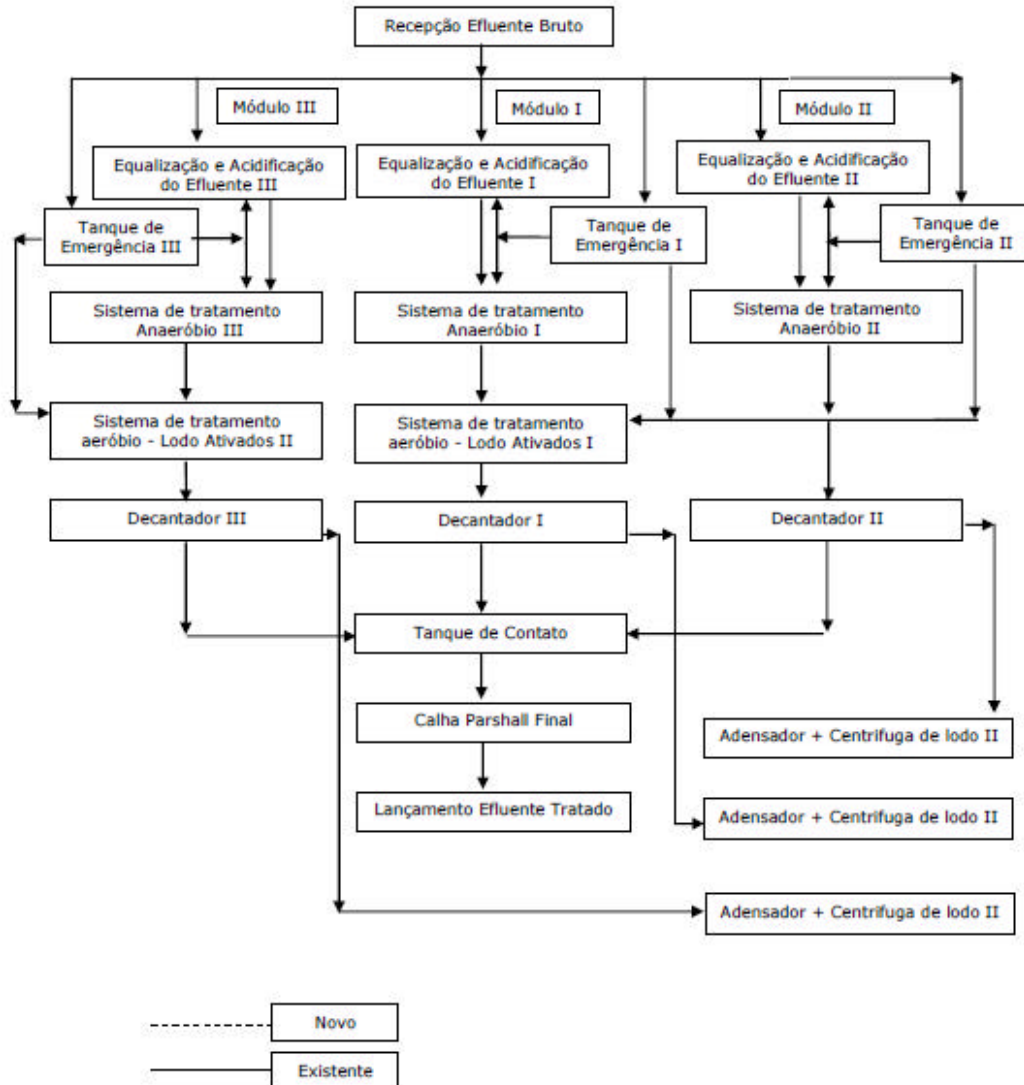 Recepção Efluente Bruto
Módulo III
Módulo I
Módulo II
Equalização e Acidificação
do Efluente III
Equalização e Acidificação
do Efluente I
Equalização e Acidificação
do Efluente II
Tanque de
Emergência III
Tanque de
Emergência I
Tanque de
Emergência II
Sistema de tratamento
Anaeróbio III
Sistema de tratamento
Anaeróbio I
Sistema de tratamento
Anaeróbio II
Sistema de tratamento
aeróbio - Lodo Ativados II
Sistema de tratamento
aeróbio - Lodo Ativados I
Decantador III
Decantador I
Decantador II
Tanque de Contato
Calha Parshall Final
Adensador + Centrifuga de lodo II
Lançamento Efluente Tratado
Adensador + Centrifuga de lodo II
Adensador + Centrifuga de lodo II
Novo
Existente